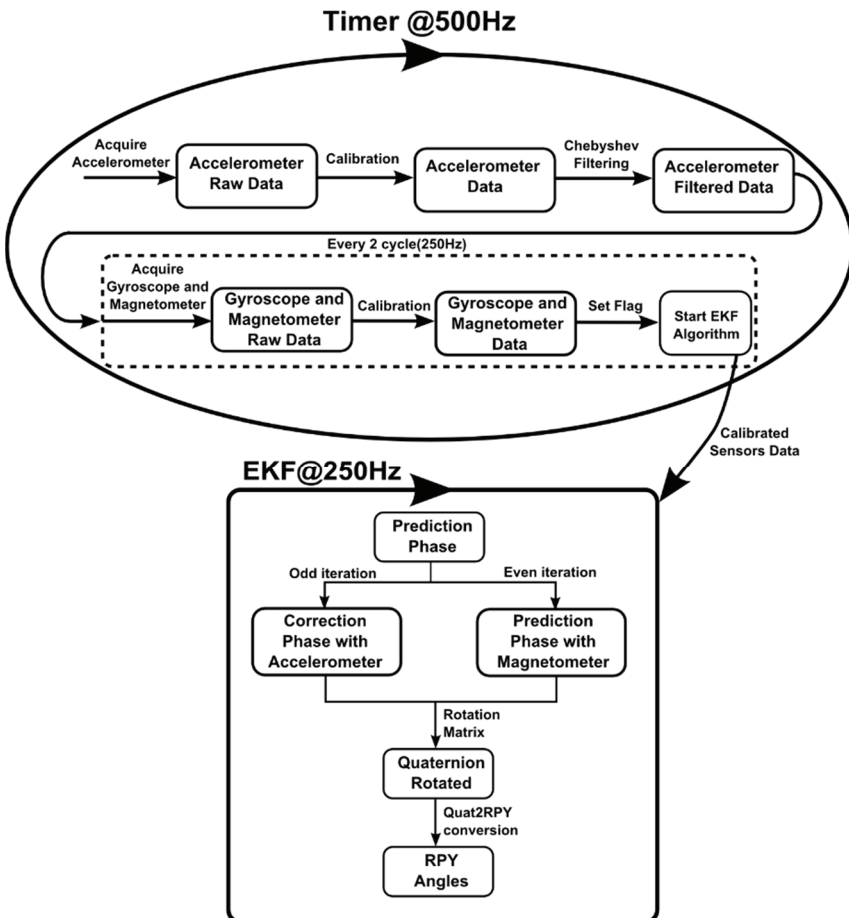 Timer @500Hz
Acquire
Accelerometer
Accelerometer
Raw Data
Calibration
Accelerometer
Data
Chebyshev
Filtering
Accelerometer
Filtered Data
Every 2 cycle(250Hz)
Acquire
Gyroscope and
Magnetometer
Gyroscope and
Magnetometer
Raw Data
Calibration
Gyroscope and
Magnetometer
Data
Set Flag
Start EKF
Algorithm
Calibrated
Sensors Data
EKF@250Hz
Prediction
Phase
Odd iteration
Even iteration
Correction
Phase with
Accelerometer
Prediction
Phase with
Magnetometer
Rotation
Matrix
Quaternion
Rotated
Quat2RPY
conversion
RPY
Angles